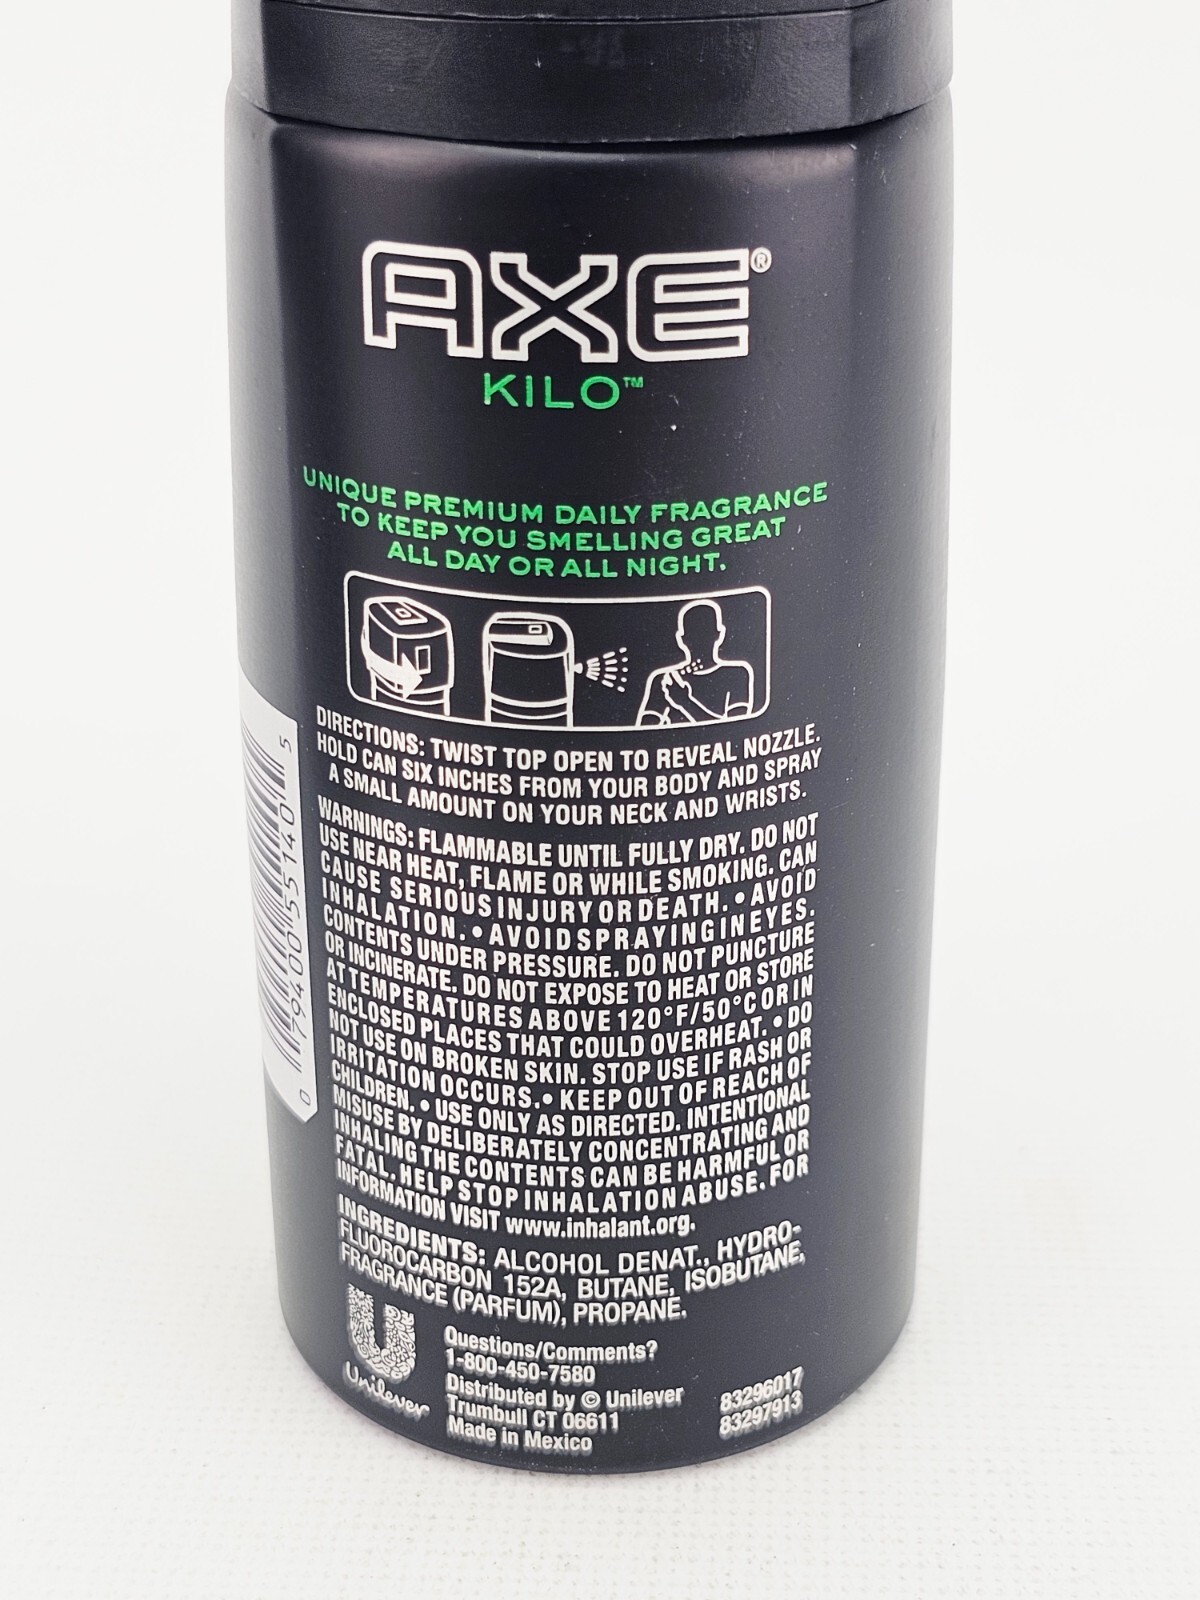 AXE®
KILO™
UNIQUE PREMIUM DAILY FRAGRANCE
TO KEEP YOU SMELLING GREAT
ALL DAY OR ALL NIGHT.
DIRECTIONS: TWIST TOP OPEN TO REVEAL NOZZLE.
HOLD CAN SIX INCHES FROM YOUR BODY AND SPRAY
A SMALL AMOUNT ON YOUR NECK AND WRISTS.
WARNINGS: FLAMMABLE UNTIL FULLY DRY. DO NOT
USE NEAR HEAT, FLAME OR WHILE SMOKING. CAN
CAUSE SERIOUS INJURY OR DEATH. • AVOID
INHALATION. • AVOID SPRAYING IN EYES.
CONTENTS UNDER PRESSURE. DO NOT PUNCTURE
OR INCINERATE. DO NOT EXPOSE TO HEAT OR STORE
AT TEMPERATURES ABOVE 120°F/50°C OR IN
ENCLOSED PLACES THAT COULD OVERHEAT. • DO
NOT USE ON BROKEN SKIN. STOP USE IF RASH OR
IRRITATION OCCURS. • KEEP OUT OF REACH OF
CHILDREN. • USE ONLY AS DIRECTED. INTENTIONAL
MISUSE BY DELIBERATELY CONCENTRATING AND
INHALING THE CONTENTS CAN BE HARMFUL OR
FATAL. HELP STOP INHALATION ABUSE. FOR
INFORMATION VISIT www.inhalant.org.
INGREDIENTS: ALCOHOL DENAT., HYDRO-
FLUOROCARBON 152A, BUTANE, ISOBUTANE,
FRAGRANCE (PARFUM), PROPANE.
Unilever
Questions/Comments?
1-800-450-7580
Distributed by © Unilever
Trumbull CT 06611
Made in Mexico
83296017
83297913
0 79400 55140 5